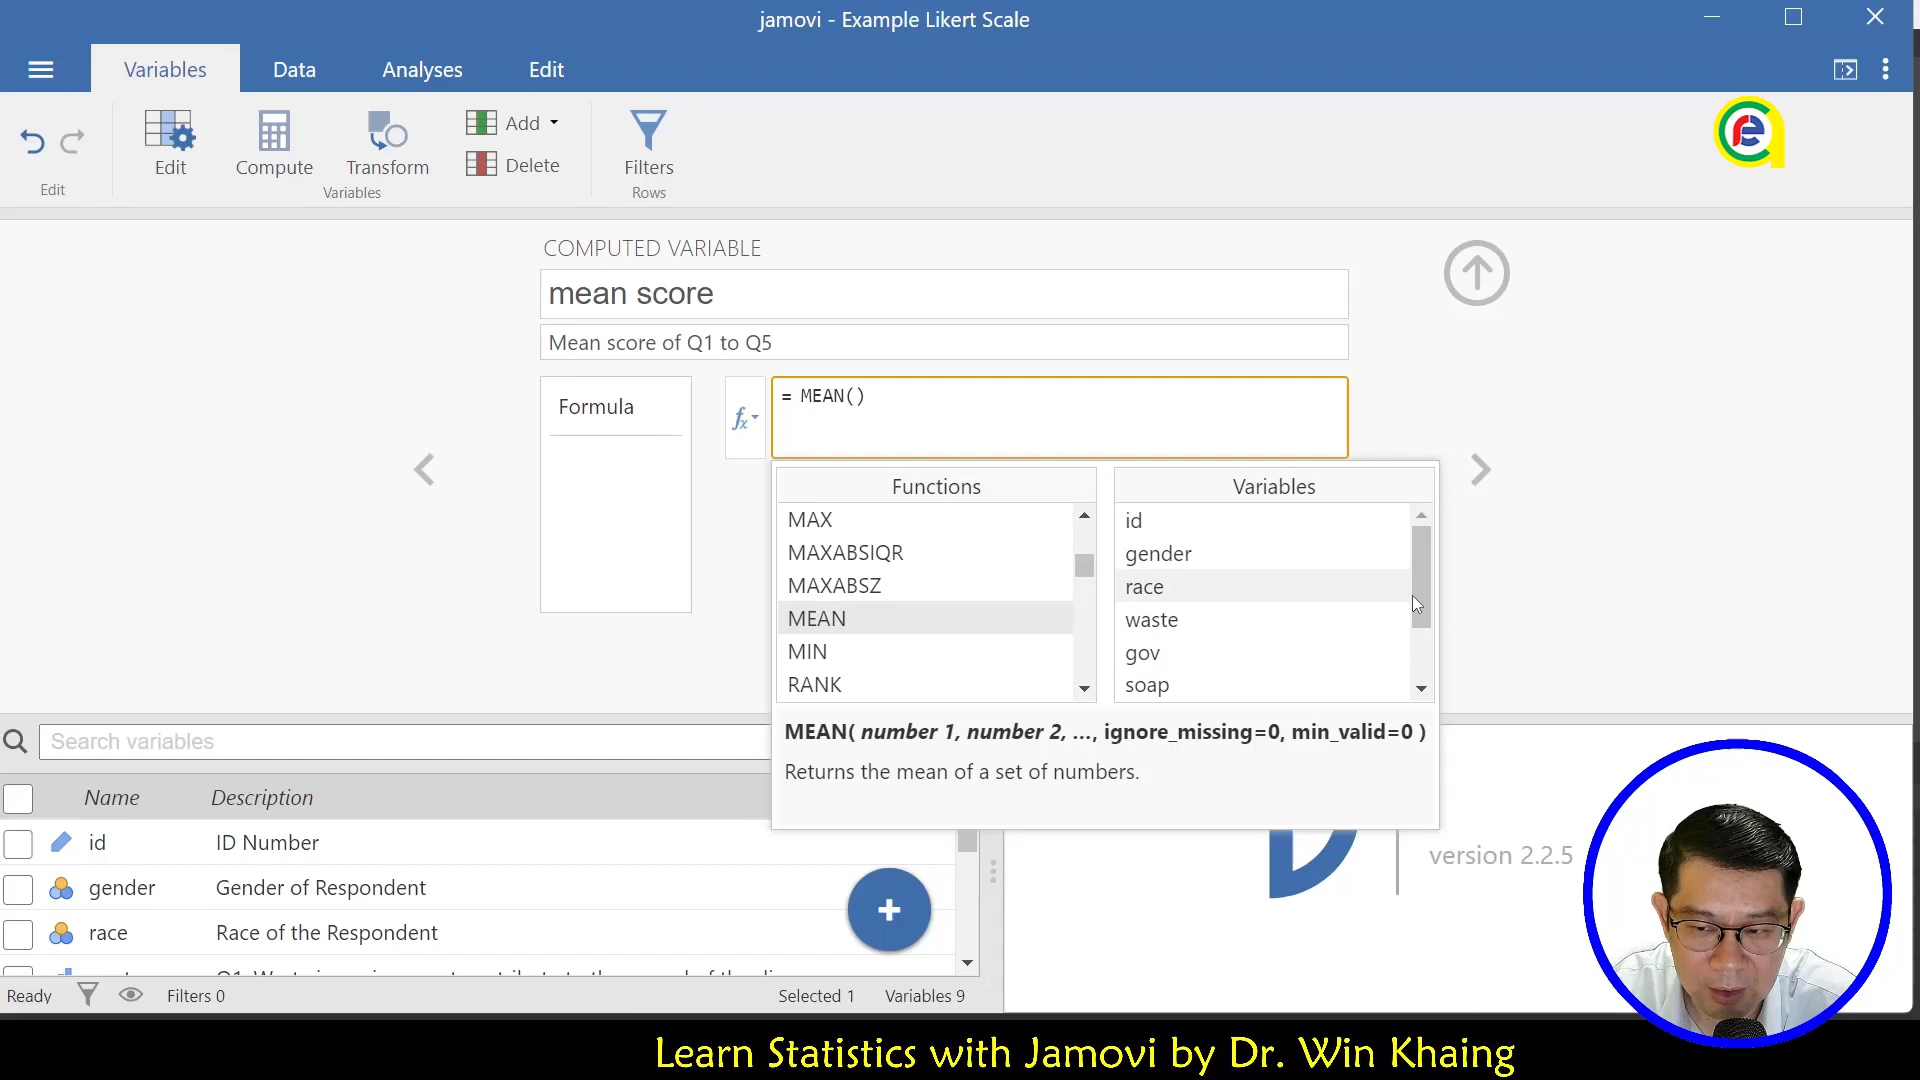 jamovi - Example Likert Scale
Variables
Data
Analyses
Edit
Edit
Compute
Transform
Add
Delete
Filters
Edit
Variables
Rows
COMPUTED VARIABLE
mean score
Mean score of Q1 to Q5
Formula
fx
= MEAN()
Functions
MAX
MAXABSIQR
MAXABSZ
MEAN
MIN
RANK
Variables
id
gender
race
waste
gov
soap
MEAN( number 1, number 2, ..., ignore_missing=0, min_valid=0 )
Returns the mean of a set of numbers.
Search variables
Name Description
id ID Number
gender Gender of Respondent
race Race of the Respondent
version 2.2.5
Ready
Filters 0
Selected 1
Variables 9
Learn Statistics with Jamovi by Dr. Win Khaing